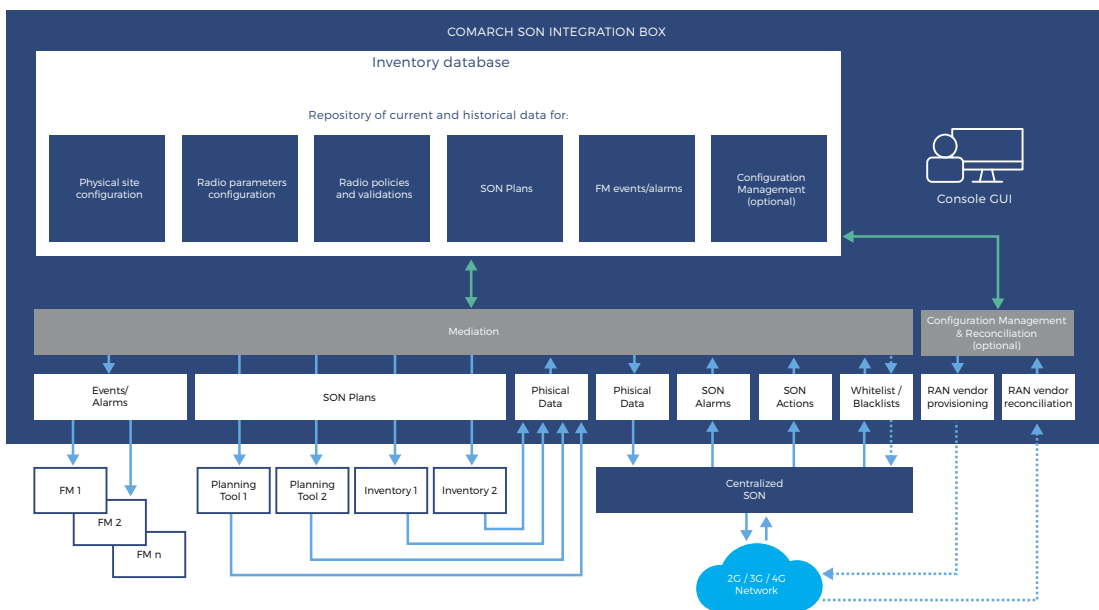 COMARCH SON INTEGRATION BOX
Inventory database
Repository of current and historical data for:
Physical site
configuration
Radio parameters
configuration
Radio policies
and validations
SON Plans
FM events/alarms
Configuration
Management
(optional)
Console GUI
Mediation
Configuration Management
& Reconciliation
(optional)
Events/
Alarms
SON Plans
Phisical
Data
Phisical
Data
SON
Alarms
SON
Actions
Whitelist /
Blacklists
RAN vendor
provisioning
RAN vendor
reconciliation
FM 1
FM 2
FM n
Planning
Tool 1
Planning
Tool 2
Inventory 1
Inventory 2
Centralized
SON
2G / 3G / 4G
Network